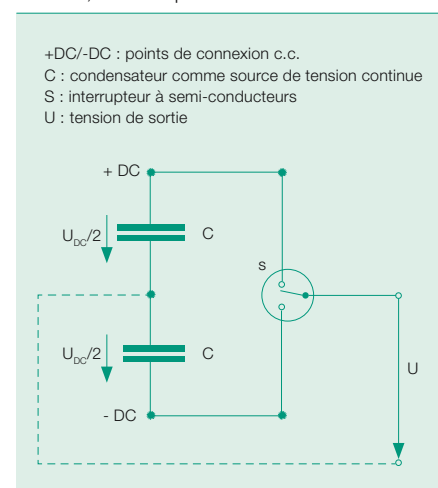 +DC/-DC : points de connexion c.c.
C : condensateur comme source de tension continue
S : interrupteur à semi-conducteurs
U : tension de sortie
+ DC
U_DC/2
C
s
U_DC/2
C
U
- DC